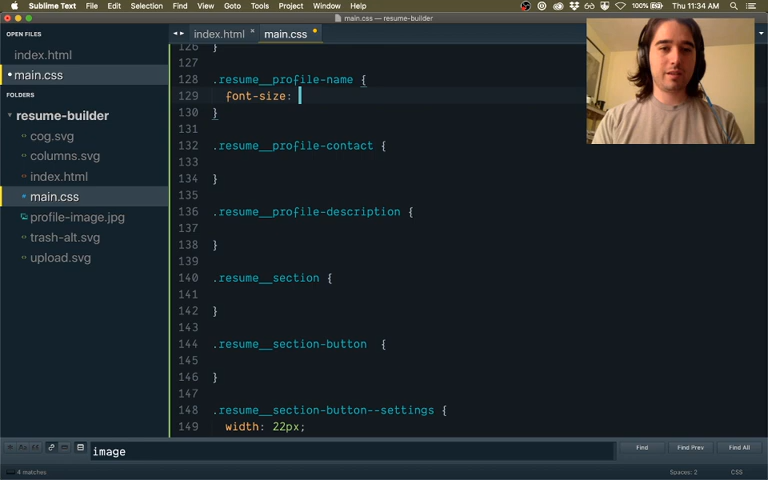 Sublime Text File Edit Selection Find View Goto Tools Project Window Help
100% Thu 11:34 AM
main.css — resume-builder
OPEN FILES
index.html
main.css
FOLDERS
resume-builder
cog.svg
columns.svg
index.html
main.css
profile-image.jpg
trash-alt.svg
upload.svg
index.html main.css
126 }
127
128 .resume__profile-name {
129 font-size:
130 }
131
132 .resume__profile-contact {
133
134 }
135
136 .resume__profile-description {
137
138 }
139
140 .resume__section {
141
142 }
143
144 .resume__section-button {
145
146 }
147
148 .resume__section-button--settings {
149 width: 22px;
image Find Find Prev Find All
4 matches Spaces: 2 CSS